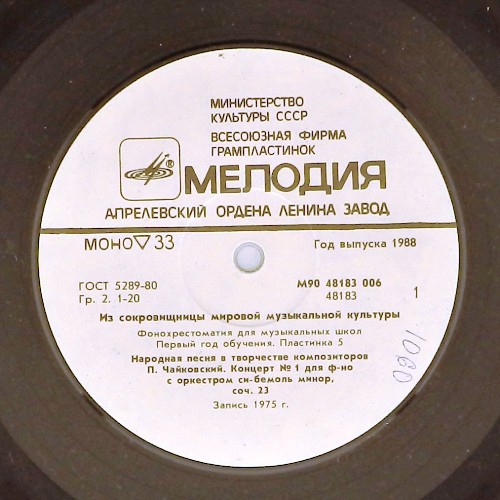 МИНИСТЕРСТВО
КУЛЬТУРЫ СССР
ВСЕСОЮЗНАЯ ФИРМА
ГРАМПЛАСТИНОК
МЕЛОДИЯ
®
АПРЕЛЕВСКИЙ ОРДЕНА ЛЕНИНА ЗАВОД
МОНО ▽ 33
Год выпуска 1988
ГОСТ 5289-80
Гр. 2. 1-20
М90 48183 006
48183
1
Из сокровищницы мировой музыкальной культуры
Фонохрестоматия для музыкальных школ
Первый год обучения. Пластинка 5
Народная песня в творчестве композиторов
П. Чайковский. Концерт № 1 для ф-но
с оркестром си-бемоль минор,
соч. 23
Запись 1975 г.
1060